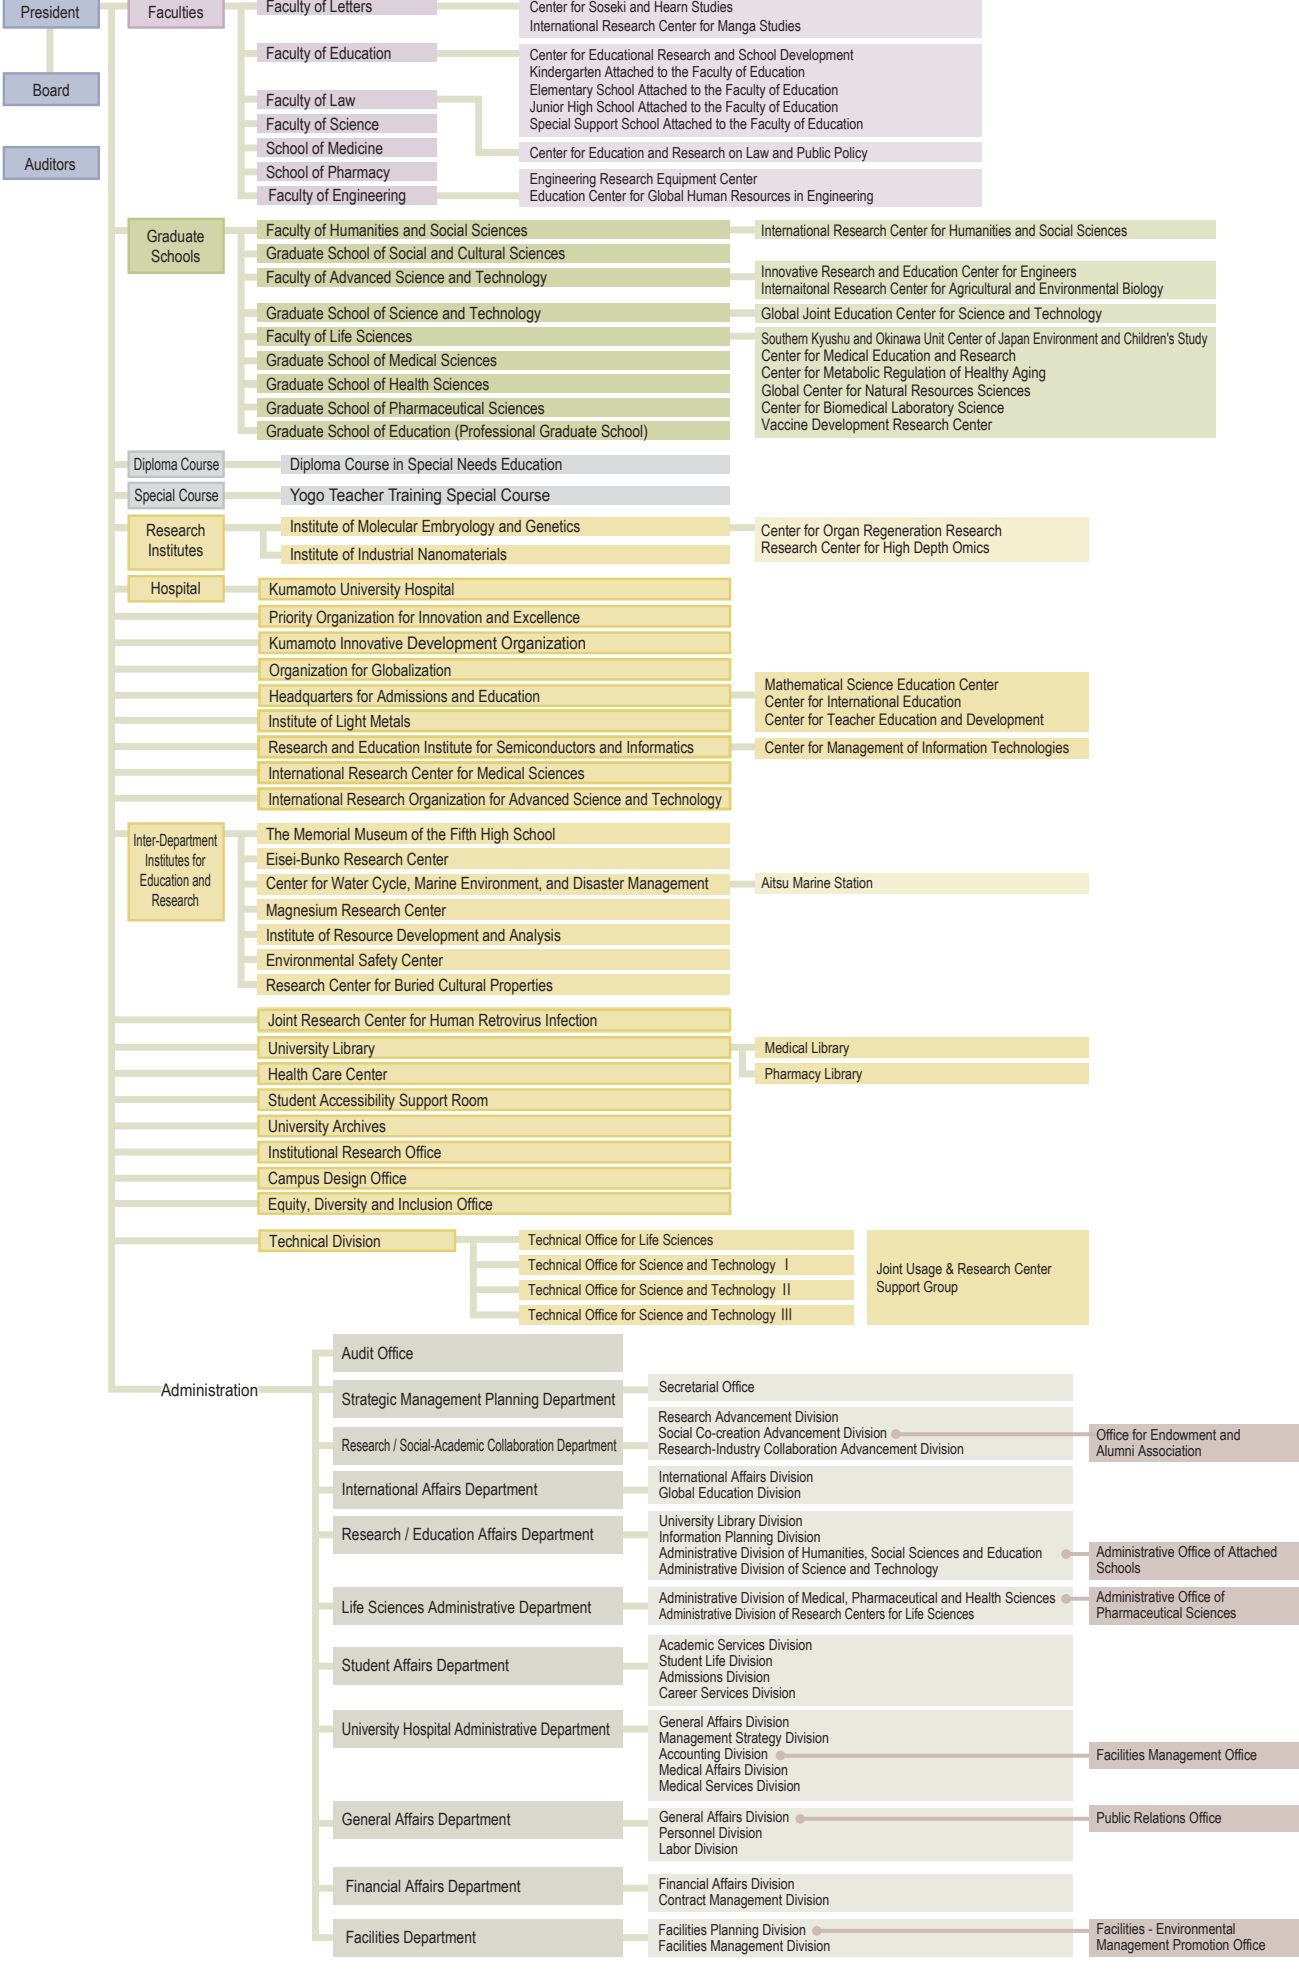 President
Board
Auditors
Faculties
Faculty of Letters
Center for Soseki and Hearn Studies
International Research Center for Manga Studies
Faculty of Education
Center for Educational Research and School Development
Kindergarten Attached to the Faculty of Education
Elementary School Attached to the Faculty of Education
Junior High School Attached to the Faculty of Education
Special Support School Attached to the Faculty of Education
Faculty of Law
Center for Education and Research on Law and Public Policy
Faculty of Science
School of Medicine
School of Pharmacy
Faculty of Engineering
Engineering Research Equipment Center
Education Center for Global Human Resources in Engineering
Graduate
Schools
Faculty of Humanities and Social Sciences
International Research Center for Humanities and Social Sciences
Graduate School of Social and Cultural Sciences
Faculty of Advanced Science and Technology
Innovative Research and Education Center for Engineers
Internaitonal Research Center for Agricultural and Environmental Biology
Graduate School of Science and Technology
Global Joint Education Center for Science and Technology
Faculty of Life Sciences
Southern Kyushu and Okinawa Unit Center of Japan Environment and Children's Study
Center for Medical Education and Research
Center for Metabolic Regulation of Healthy Aging
Global Center for Natural Resources Sciences
Center for Biomedical Laboratory Science
Vaccine Development Research Center
Graduate School of Medical Sciences
Graduate School of Health Sciences
Graduate School of Pharmaceutical Sciences
Graduate School of Education (Professional Graduate School)
Diploma Course
Diploma Course in Special Needs Education
Special Course
Yogo Teacher Training Special Course
Research
Institutes
Institute of Molecular Embryology and Genetics
Center for Organ Regeneration Research
Research Center for High Depth Omics
Institute of Industrial Nanomaterials
Hospital
Kumamoto University Hospital
Priority Organization for Innovation and Excellence
Kumamoto Innovative Development Organization
Organization for Globalization
Headquarters for Admissions and Education
Mathematical Science Education Center
Center for International Education
Center for Teacher Education and Development
Institute of Light Metals
Research and Education Institute for Semiconductors and Informatics
Center for Management of Information Technologies
International Research Center for Medical Sciences
International Research Organization for Advanced Science and Technology
Inter-Department
Institutes for
Education and
Research
The Memorial Museum of the Fifth High School
Eisei-Bunko Research Center
Center for Water Cycle, Marine Environment, and Disaster Management
Aitsu Marine Station
Magnesium Research Center
Institute of Resource Development and Analysis
Environmental Safety Center
Research Center for Buried Cultural Properties
Joint Research Center for Human Retrovirus Infection
University Library
Medical Library
Pharmacy Library
Health Care Center
Student Accessibility Support Room
University Archives
Institutional Research Office
Campus Design Office
Equity, Diversity and Inclusion Office
Technical Division
Technical Office for Life Sciences
Technical Office for Science and Technology I
Technical Office for Science and Technology II
Technical Office for Science and Technology III
Joint Usage & Research Center
Support Group
Administration
Audit Office
Strategic Management Planning Department
Secretarial Office
Research / Social-Academic Collaboration Department
Research Advancement Division
Social Co-creation Advancement Division
Research-Industry Collaboration Advancement Division
Office for Endowment and
Alumni Association
International Affairs Department
International Affairs Division
Global Education Division
Research / Education Affairs Department
University Library Division
Information Planning Division
Administrative Division of Humanities, Social Sciences and Education
Administrative Division of Science and Technology
Administrative Office of Attached
Schools
Life Sciences Administrative Department
Administrative Division of Medical, Pharmaceutical and Health Sciences
Administrative Division of Research Centers for Life Sciences
Administrative Office of
Pharmaceutical Sciences
Student Affairs Department
Academic Services Division
Student Life Division
Admissions Division
Career Services Division
University Hospital Administrative Department
General Affairs Division
Management Strategy Division
Accounting Division
Medical Affairs Division
Medical Services Division
Facilities Management Office
General Affairs Department
General Affairs Division
Personnel Division
Labor Division
Public Relations Office
Financial Affairs Department
Financial Affairs Division
Contract Management Division
Facilities Department
Facilities Planning Division
Facilities Management Division
Facilities - Environmental
Management Promotion Office